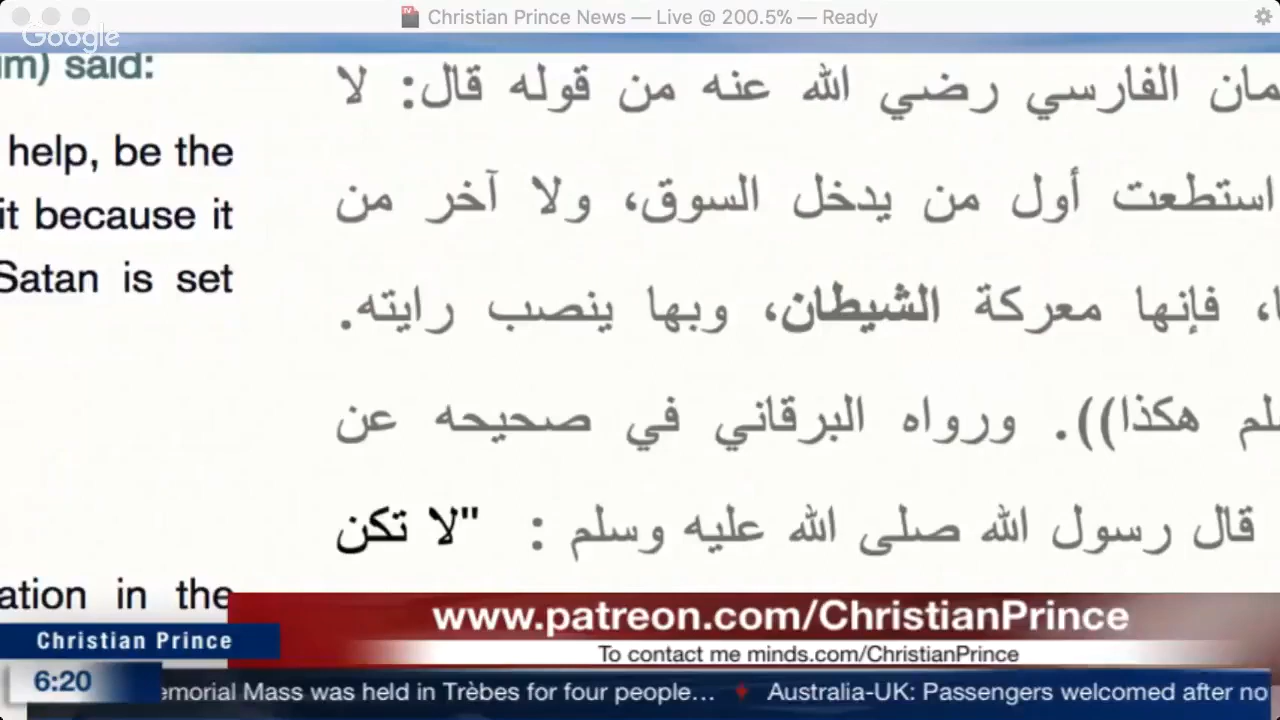 Christian Prince News — Live @ 200.5% — Ready
Google
said:
help, be the
it because it
Satan is set
ation in the
الفارسي رضي الله عنه من قوله قال: لا
استطعت أول من يدخل السوق، ولا آخر من
فإنها معركة الشيطان، وبها ينصب رايته.
هكذا)). ورواه البرقاني في صحيحه عن
قال رسول الله صلى الله عليه وسلم : "لا تكن
www.patreon.com/ChristianPrince
To contact me minds.com/ChristianPrince
Christian Prince
6:20
emorial Mass was held in Trèbes for four people... ♦ Australia-UK: Passengers welcomed after no